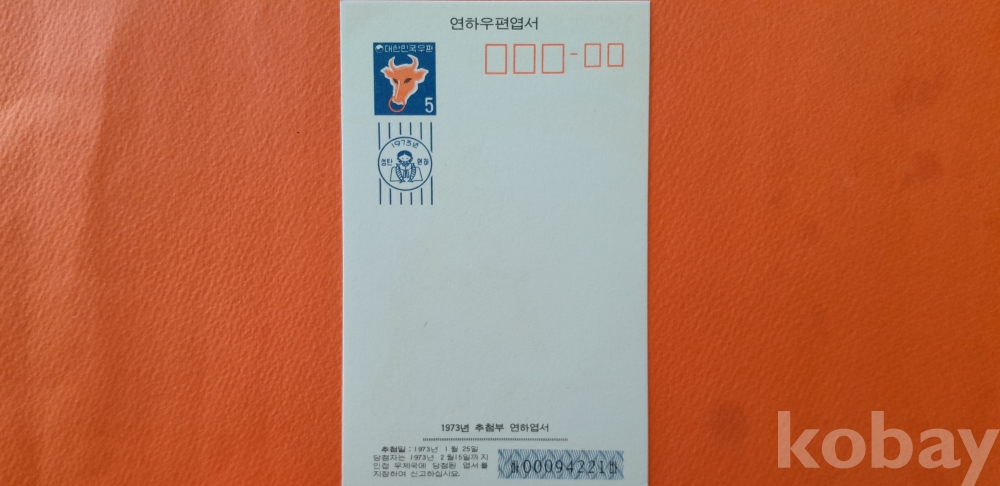 연하우편엽서
대한민국우편
5
1973년
성탄 연하
1973년 추첨부 연하엽서
추첨일: 1973년 1월 25일
당첨자는 1973년 2월15일까지
인접 우체국에 당첨된 엽서를
지참하여 신고하십시오.
00094221
kobay